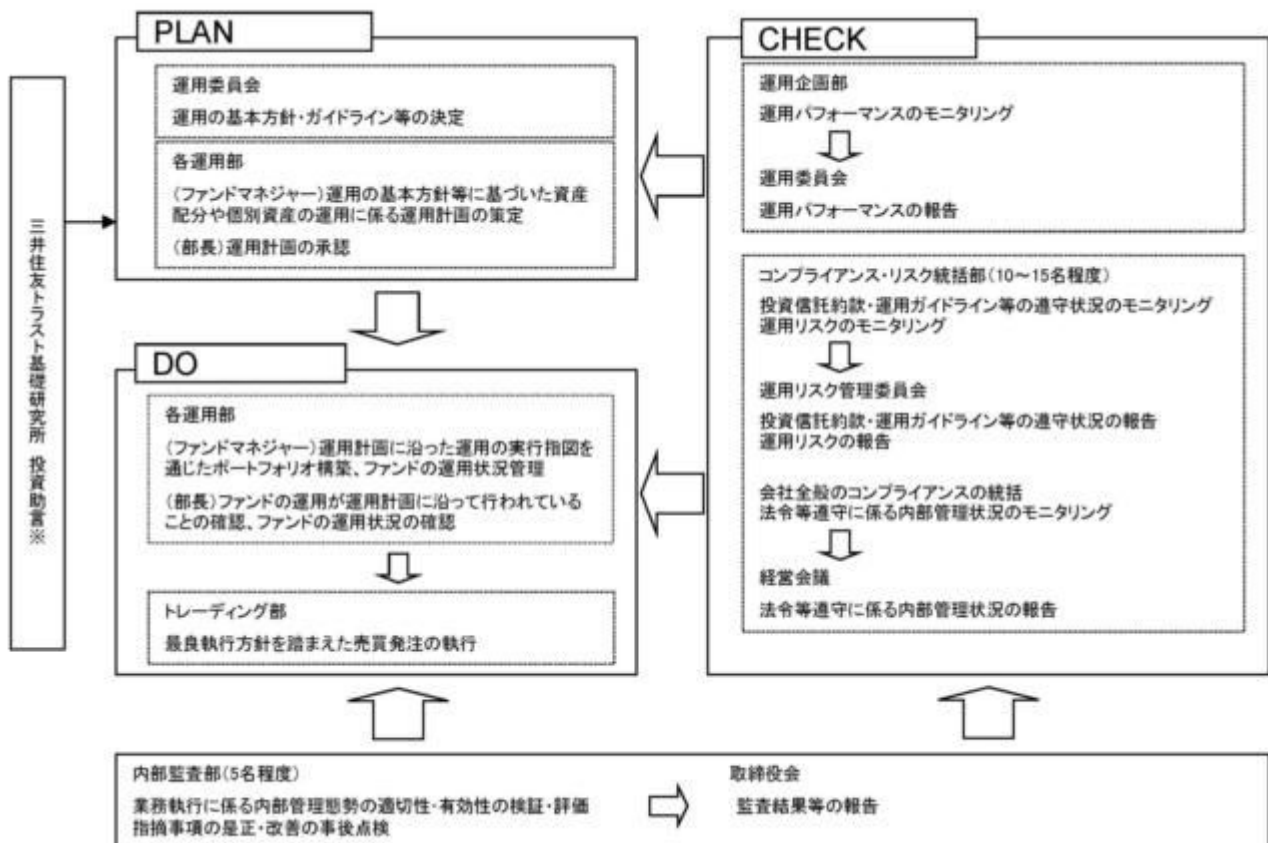 PLAN
運用委員会
運用の基本方針・ガイドライン等の決定
各運用部
(ファンドマネジャー)運用の基本方針等に基づいた資産
配分や個別資産の運用に係る運用計画の策定
(部長)運用計画の承認
三井住友トラスト基礎研究所 投資助言※
DO
各運用部
(ファンドマネジャー)運用計画に沿った運用の実行指図を
通じたポートフォリオ構築、ファンドの運用状況管理
(部長)ファンドの運用が運用計画に沿って行われている
ことの確認、ファンドの運用状況の確認
トレーディング部
最良執行方針を踏まえた売買発注の執行
CHECK
運用企画部
運用パフォーマンスのモニタリング
運用委員会
運用パフォーマンスの報告
コンプライアンス・リスク統括部(10～15名程度)
投資信託約款・運用ガイドライン等の遵守状況のモニタリング
運用リスクのモニタリング
運用リスク管理委員会
投資信託約款・運用ガイドライン等の遵守状況の報告
運用リスクの報告
会社全般のコンプライアンスの統括
法令等遵守に係る内部管理状況のモニタリング
経営会議
法令等遵守に係る内部管理状況の報告
内部監査部(5名程度)
業務執行に係る内部管理態勢の適切性・有効性の検証・評価
指摘事項の是正・改善の事後点検
取締役会
監査結果等の報告